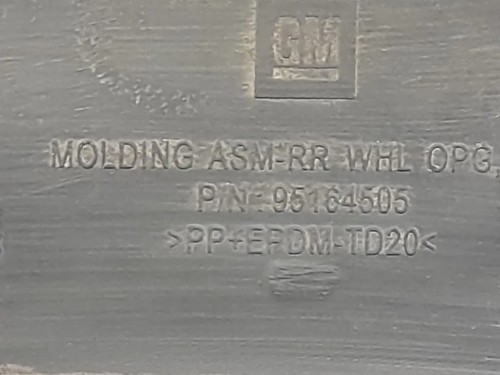 GM
MOLDING ASM-RR WHL OPG,
P/N : 95164505
>PP+EPDM-TD20<